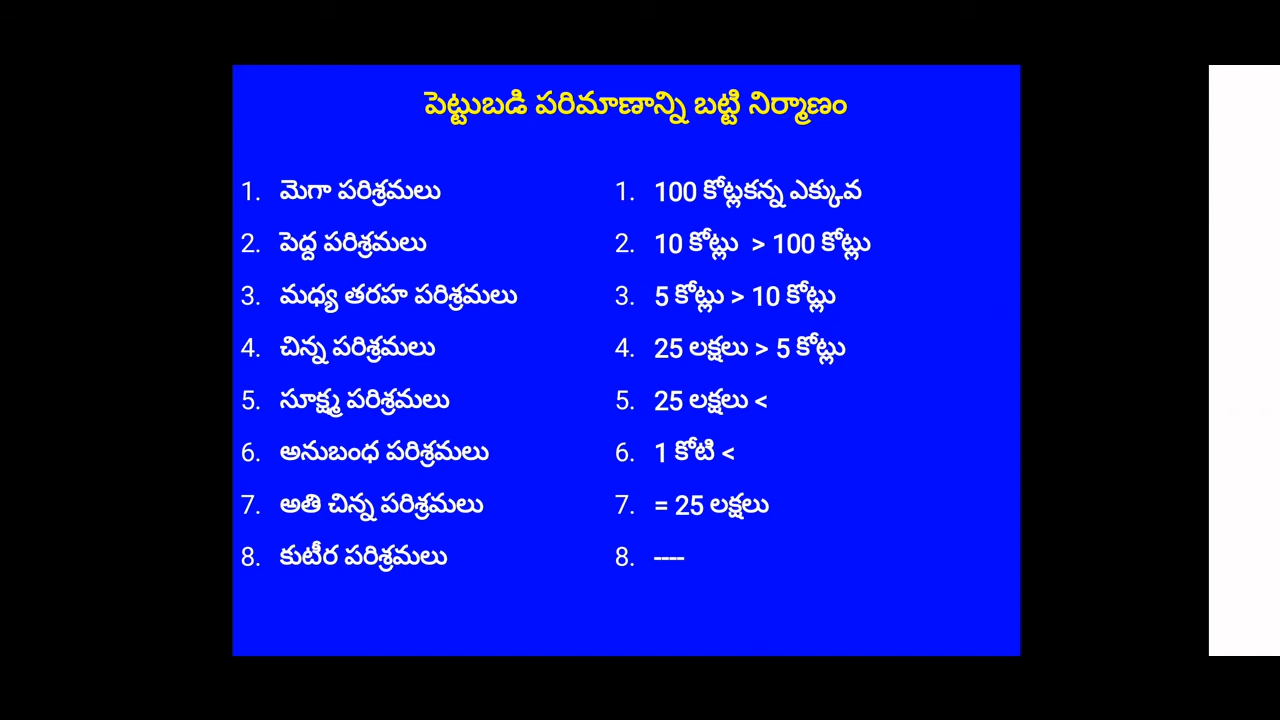 పెట్టుబడి పరిమాణాన్ని బట్టి నిర్మాణం
1. మెగా పరిశ్రమలు 1. 100 కోట్లకన్న ఎక్కువ
2. పెద్ద పరిశ్రమలు 2. 10 కోట్లు > 100 కోట్లు
3. మధ్య తరహ పరిశ్రమలు 3. 5 కోట్లు > 10 కోట్లు
4. చిన్న పరిశ్రమలు 4. 25 లక్షలు > 5 కోట్లు
5. సూక్ష్మ పరిశ్రమలు 5. 25 లక్షలు <
6. అనుబంధ పరిశ్రమలు 6. 1 కోటి <
7. అతి చిన్న పరిశ్రమలు 7. = 25 లక్షలు
8. కుటీర పరిశ్రమలు 8. ----